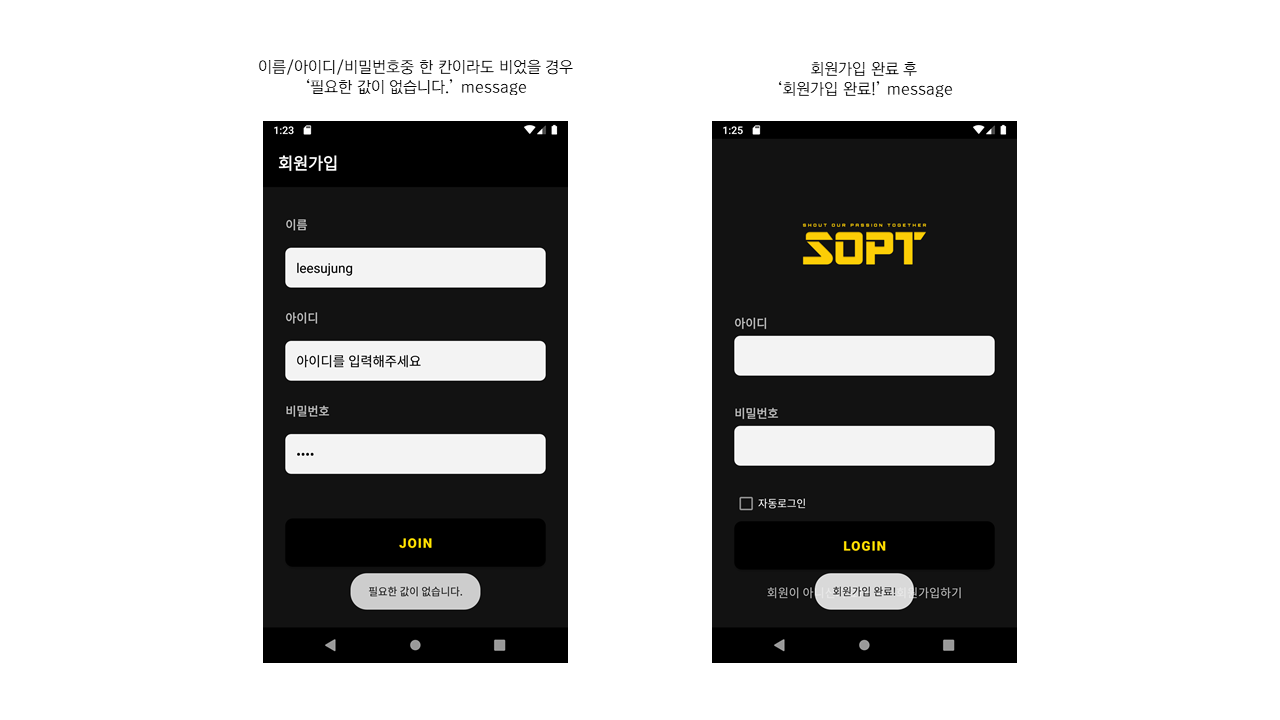 이름/아이디/비밀번호중 한 칸이라도 비었을 경우
‘필요한 값이 없습니다.’ message
1:23
회원가입
이름
leesujung
아이디
아이디를 입력해주세요
비밀번호
••••
JOIN
필요한 값이 없습니다.
회원가입 완료 후
‘회원가입 완료!’ message
1:25
SHOUT OUR PASSION TOGETHER
SOPT
아이디
비밀번호
자동로그인
LOGIN
회원이 회원가입하기
회원가입 완료!